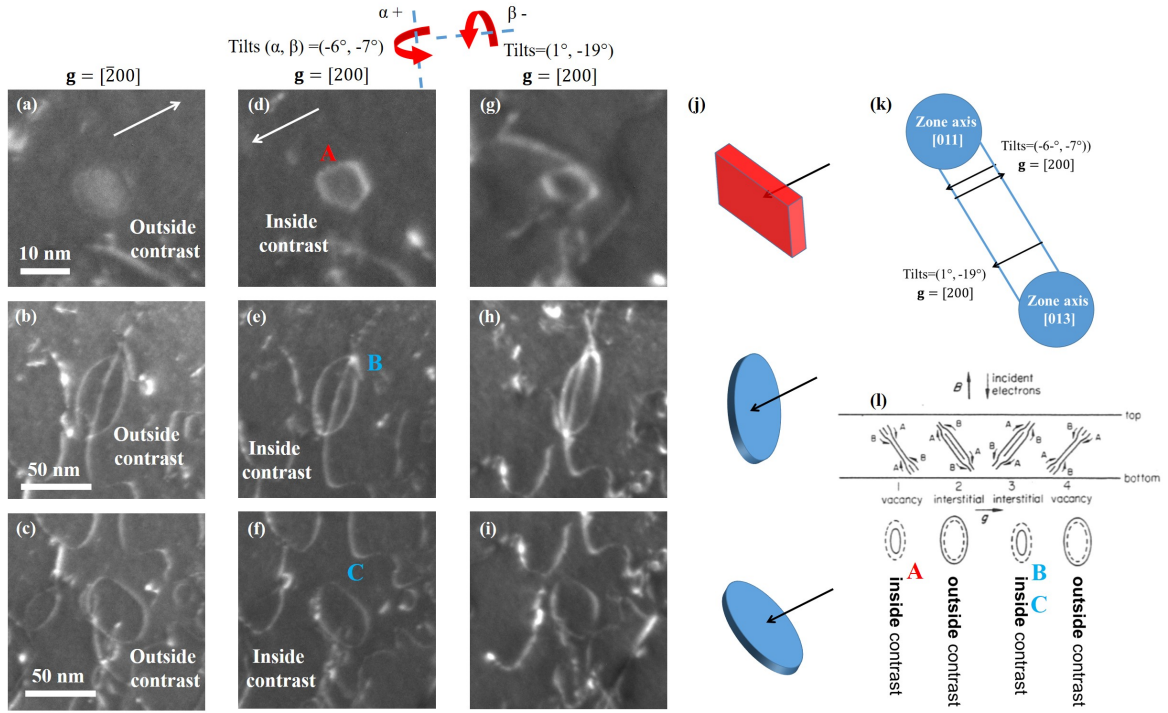 α +
β -
Tilts (α, β) =(-6°, -7°)
Tilts=(1°, -19°)
g = [2̅00]
g = [200]
g = [200]
(a)
Outside
contrast
10 nm
(d)
A
Inside
contrast
(g)
(b)
Outside
contrast
50 nm
(e)
B
Inside
contrast
(h)
(c)
Outside
contrast
50 nm
(f)
C
Inside
contrast
(i)
(j)
(k)
Zone axis
[011]
Tilts=(-6-°, -7°))
g = [200]
Tilts=(1°, -19°)
g = [200]
Zone axis
[013]
(l)
B incident
electrons
top
A B A B
B A B A
A B A B
B A B
bottom
1 2 3 4
vacancy interstitial interstitial vacancy
g
A B
C
inside contrast
outside contrast
inside contrast
outside contrast